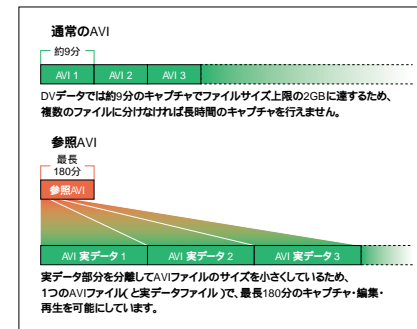 通常のAVI
約9分
AVI 1 AVI 2 AVI 3
DVデータでは約9分のキャプチャでファイルサイズ上限の2GBに達するため、
複数のファイルに分けなければ長時間のキャプチャを行えません。
参照AVI
最長
180分
参照AVI
AVI 実データ 1 AVI 実データ 2 AVI 実データ 3
実データ部分を分離してAVIファイルのサイズを小さくしているため、
1つのAVIファイル(と実データファイル)で、最長180分のキャプチャ・編集・
再生を可能にしています。